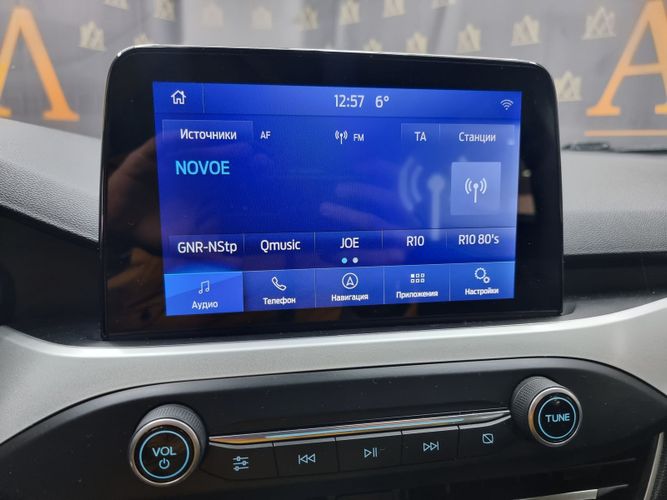 12:57 6°
Источники AF FM TA Станции
NOVOE
GNR-NStp Qmusic JOE R10 R10 80's
Аудио Телефон Навигация Приложения Настройки
VOL TUNE